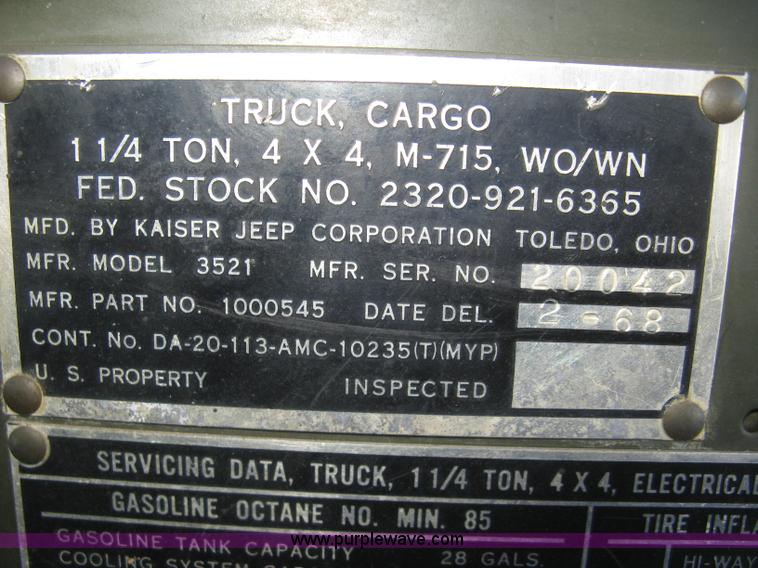 TRUCK, CARGO
1 1/4 TON, 4 X 4, M-715, WO/WN
FED. STOCK NO. 2320-921-6365
MFD. BY KAISER JEEP CORPORATION TOLEDO, OHIO
MFR. MODEL 3521 MFR. SER. NO. 20042
MFR. PART NO. 1000545 DATE DEL. 2-68
CONT. No. DA-20-113-AMC-10235(T)(MYP)
U. S. PROPERTY INSPECTED
SERVICING DATA, TRUCK, 1 1/4 TON, 4 X 4, ELECTRICAL
GASOLINE OCTANE NO. MIN. 85 TIRE INFLA
GASOLINE TANK CAPACITY 28 GALS. HI-WAY
www.purplewave.com
COOLING SYSTEM